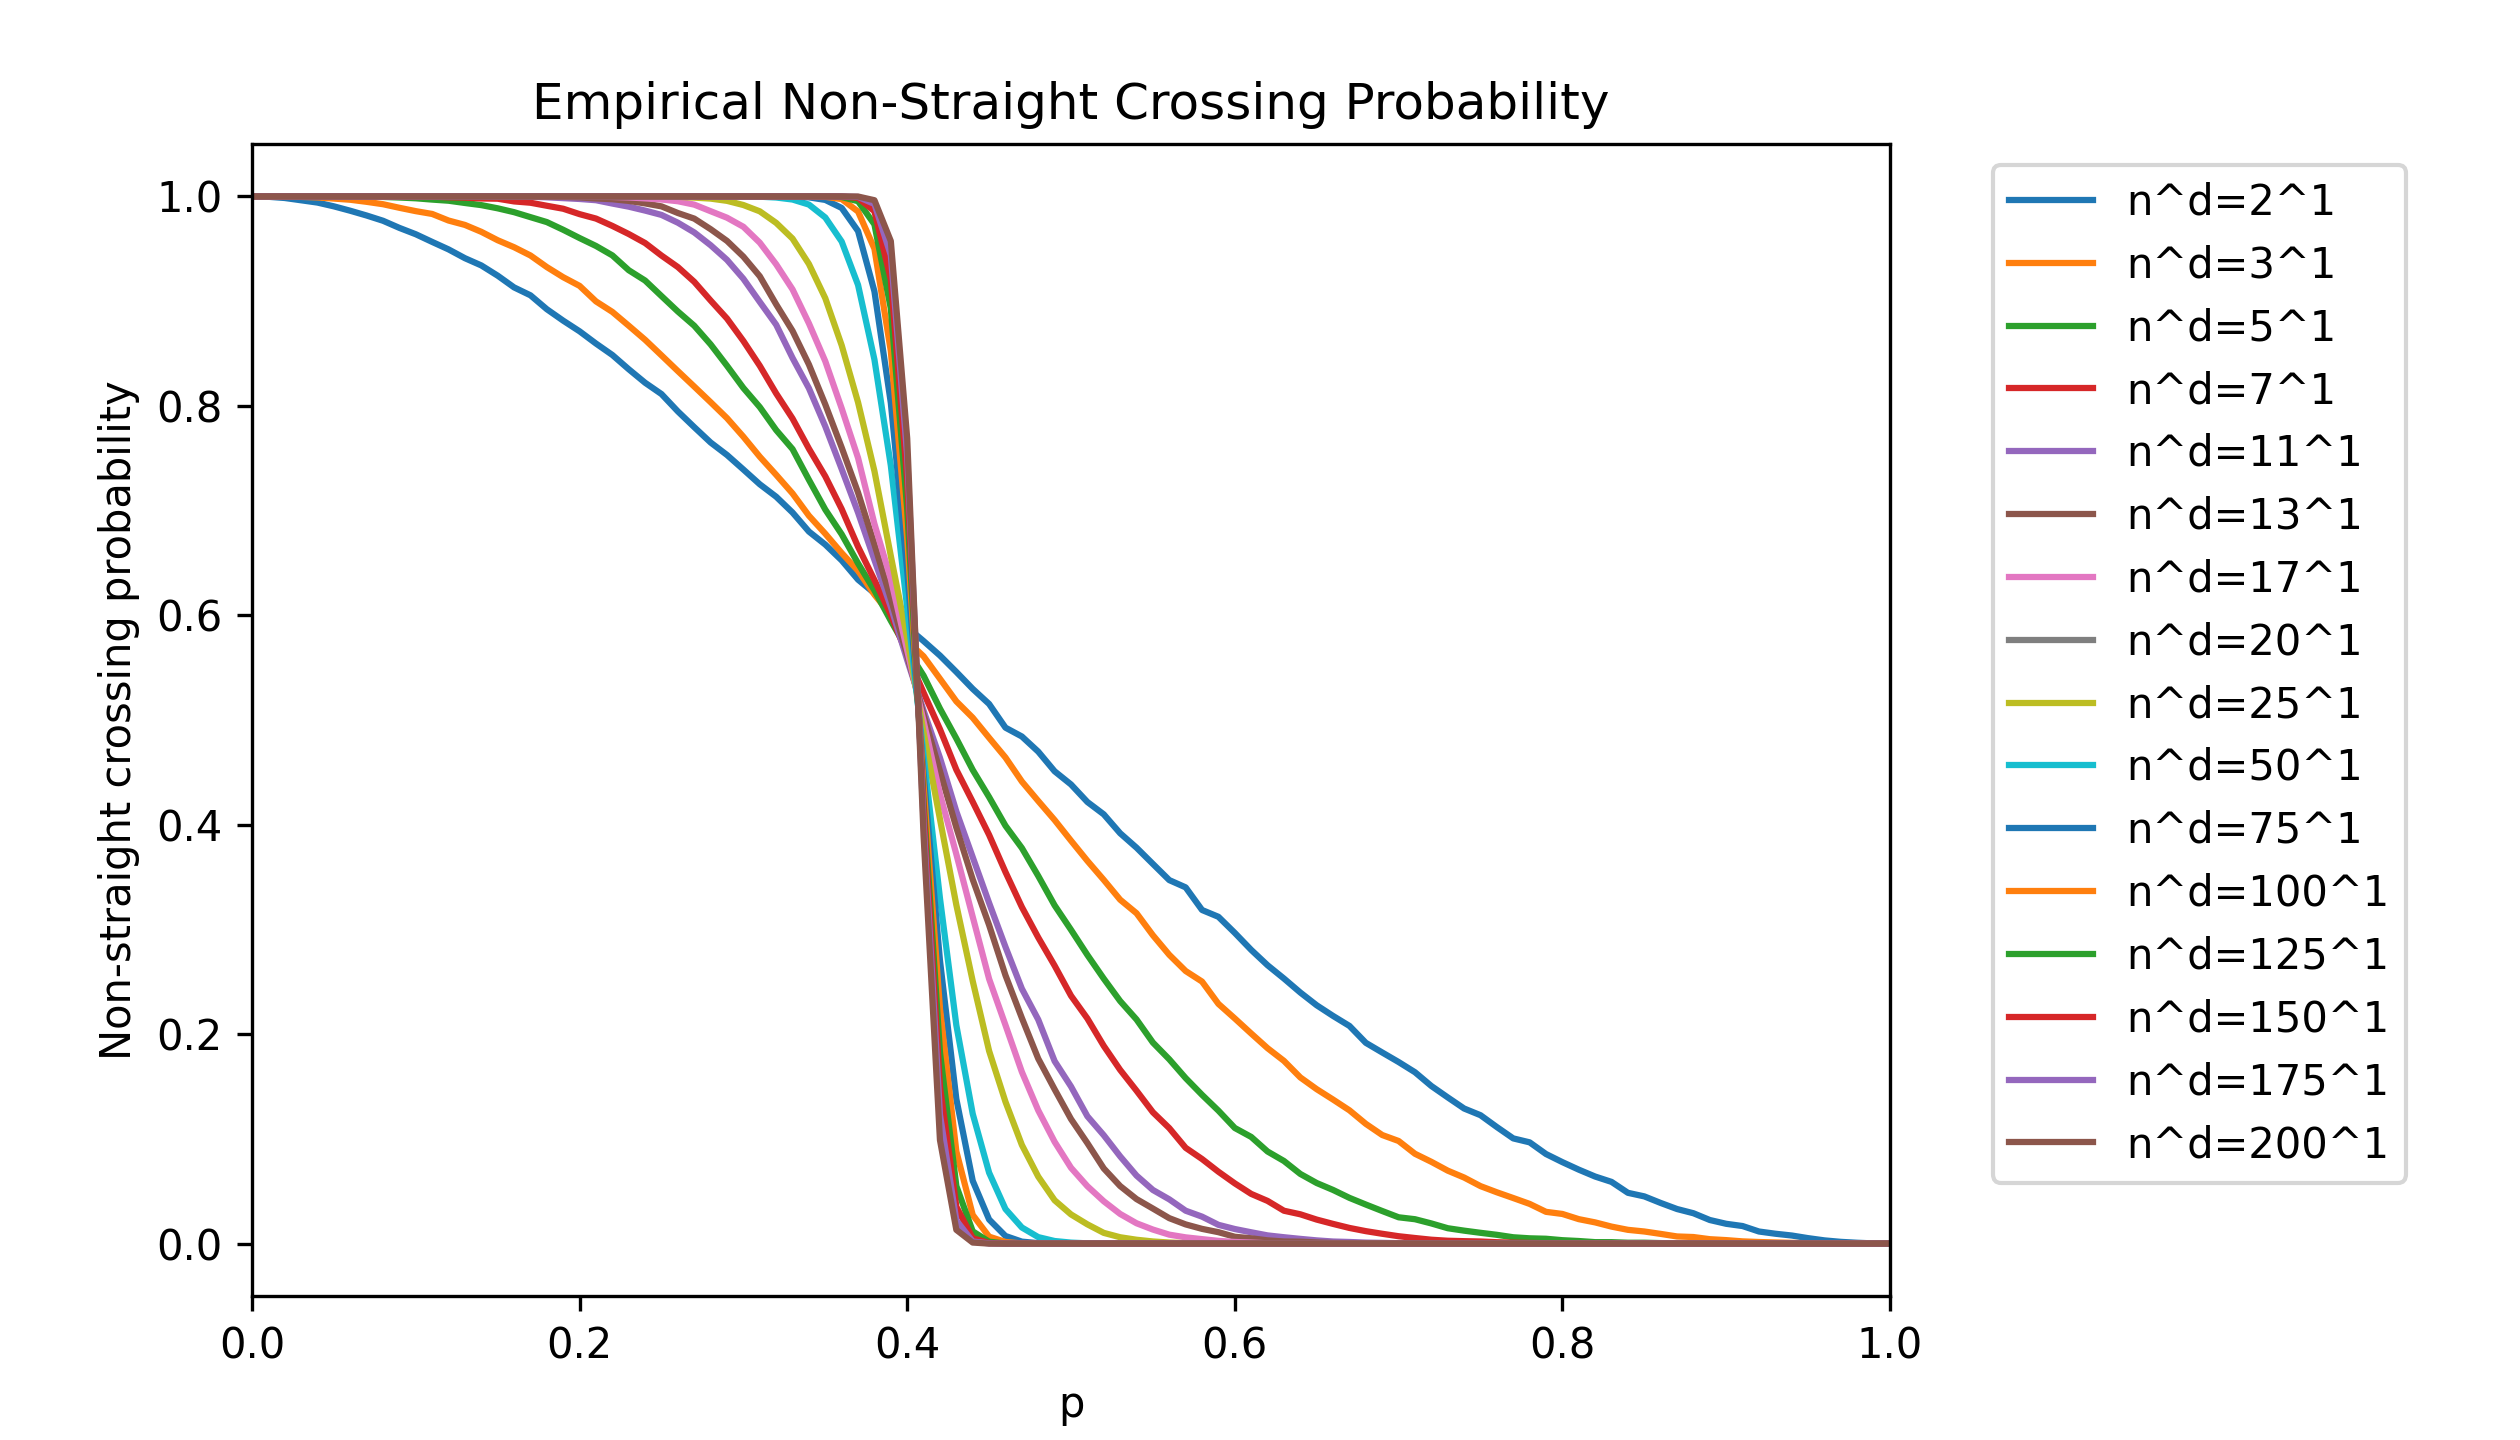 Empirical Non-Straight Crossing Probability
Non-straight crossing probability
1.0
0.8
0.6
0.4
0.2
0.0
0.0 0.2 0.4 0.6 0.8 1.0
p
n^d=2^1
n^d=3^1
n^d=5^1
n^d=7^1
n^d=11^1
n^d=13^1
n^d=17^1
n^d=20^1
n^d=25^1
n^d=50^1
n^d=75^1
n^d=100^1
n^d=125^1
n^d=150^1
n^d=175^1
n^d=200^1